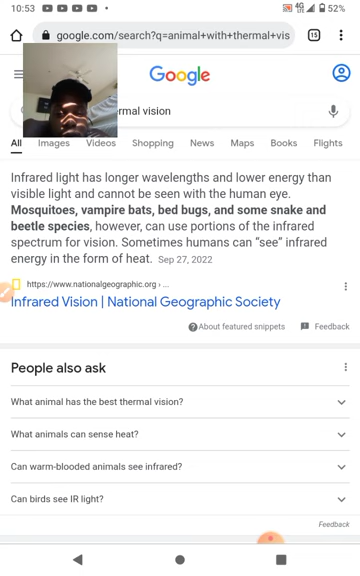 10:53
4G
LTE
52%
google.com/search?q=animal+with+thermal+vis
15
Google
rmal vision
All Images Videos Shopping News Maps Books Flights
Infrared light has longer wavelengths and lower energy than
visible light and cannot be seen with the human eye.
Mosquitoes, vampire bats, bed bugs, and some snake and
beetle species, however, can use portions of the infrared
spectrum for vision. Sometimes humans can "see" infrared
energy in the form of heat. Sep 27, 2022
https://www.nationalgeographic.org › ...
Infrared Vision | National Geographic Society
About featured snippets Feedback
People also ask
What animal has the best thermal vision?
What animals can sense heat?
Can warm-blooded animals see infrared?
Can birds see IR light?
Feedback